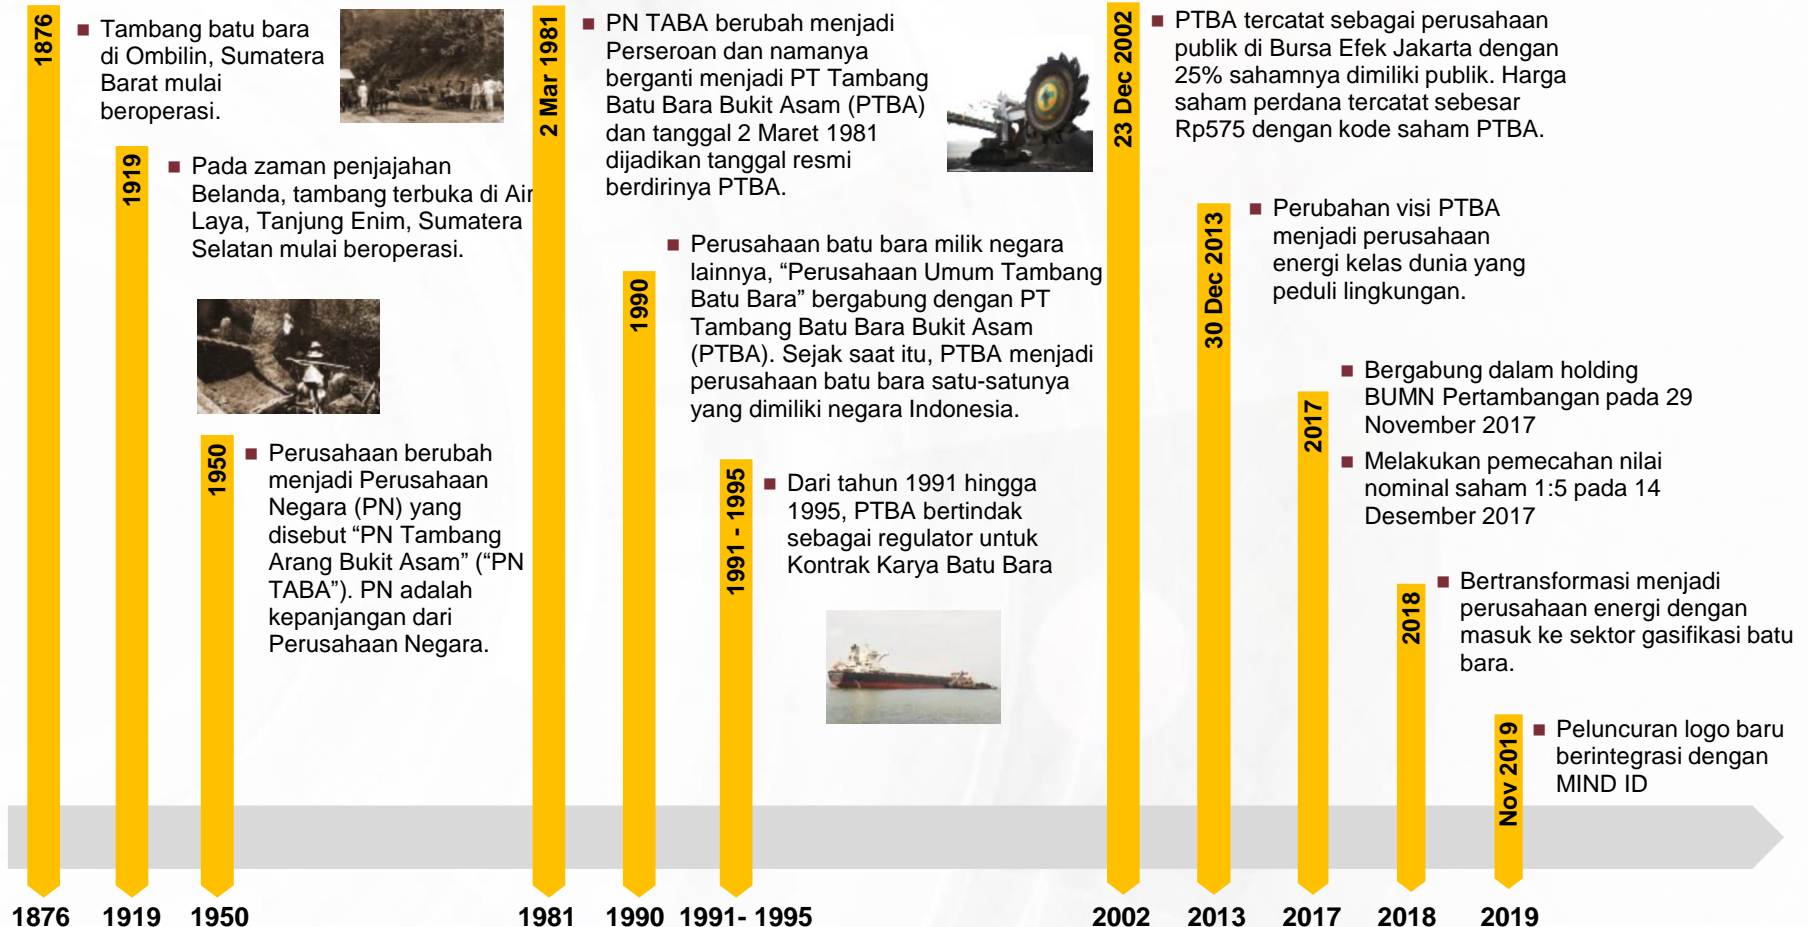 1876
Tambang batu bara
di Ombilin, Sumatera
Barat mulai
beroperasi.
1919
Pada zaman penjajahan
Belanda, tambang terbuka di Air
Laya, Tanjung Enim, Sumatera
Selatan mulai beroperasi.
1950
Perusahaan berubah
menjadi Perusahaan
Negara (PN) yang
disebut “PN Tambang
Arang Bukit Asam” (“PN
TABA”). PN adalah
kepanjangan dari
Perusahaan Negara.
2 Mar 1981
PN TABA berubah menjadi
Perseroan dan namanya
berganti menjadi PT Tambang
Batu Bara Bukit Asam (PTBA)
dan tanggal 2 Maret 1981
dijadikan tanggal resmi
berdirinya PTBA.
1990
Perusahaan batu bara milik negara
lainnya, “Perusahaan Umum Tambang
Batu Bara” bergabung dengan PT
Tambang Batu Bara Bukit Asam
(PTBA). Sejak saat itu, PTBA menjadi
perusahaan batu bara satu-satunya
yang dimiliki negara Indonesia.
1991 - 1995
Dari tahun 1991 hingga
1995, PTBA bertindak
sebagai regulator untuk
Kontrak Karya Batu Bara
23 Dec 2002
PTBA tercatat sebagai perusahaan
publik di Bursa Efek Jakarta dengan
25% sahamnya dimiliki publik. Harga
saham perdana tercatat sebesar
Rp575 dengan kode saham PTBA.
30 Dec 2013
Perubahan visi PTBA
menjadi perusahaan
energi kelas dunia yang
peduli lingkungan.
2017
Bergabung dalam holding
BUMN Pertambangan pada 29
November 2017
Melakukan pemecahan nilai
nominal saham 1:5 pada 14
Desember 2017
2018
Bertransformasi menjadi
perusahaan energi dengan
masuk ke sektor gasifikasi batu
bara.
Nov 2019
Peluncuran logo baru
berintegrasi dengan
MIND ID
1876 1919 1950 1981 1990 1991- 1995 2002 2013 2017 2018 2019